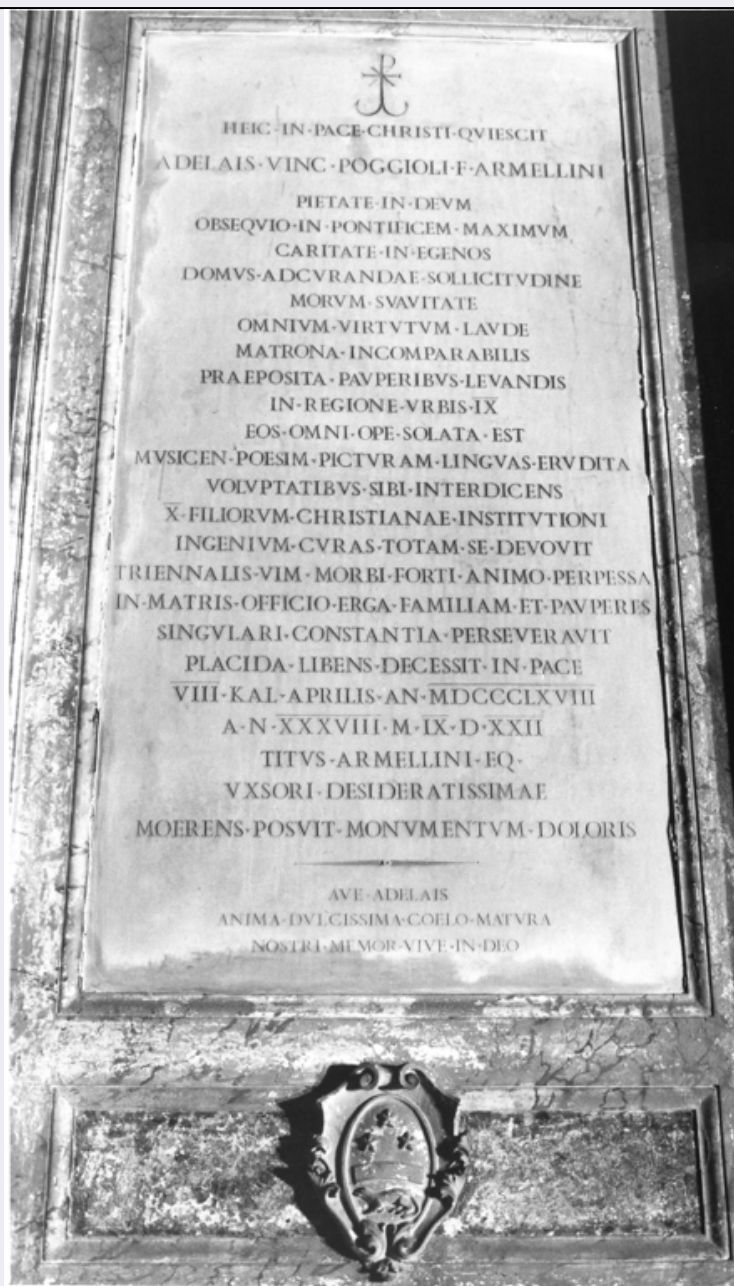 HEIC·IN·PACE·CHRISTI·QVIESCIT
ADELAIS·VINC·POGGIOLI·F·ARMELLINI
PIETATE·IN·DEVM
OBSEQVIO·IN·PONTIFICEM·MAXIMVM
CARITATE·IN·EGENOS
DOMVS·ADCVRANDAE·SOLLICITVDINE
MORVM·SVAVITATE
OMNIVM·VIRTVTVM·LAVDE
MATRONA·INCOMPARABILIS
PRAEPOSITA·PAVPERIBVS·LEVANDIS
IN·REGIONE·VRBIS·IX
EOS·OMNI·OPE·SOLATA·EST
MVSICEN·POESIM·PICTVRAM·LINGVAS·ERVDITA
VOLVPTATIBVS·SIBI·INTERDICENS
X·FILIORVM·CHRISTIANAE·INSTITVTIONI
INGENIVM·CVRAS·TOTAM·SE·DEVOVIT
TRIENNALIS·VIM·MORBI·FORTI·ANIMO·PERPESSA
IN·MATRIS·OFFICIO·ERGA·FAMILIAM·ET·PAVPERES
SINGVLARI·CONSTANTIA·PERSEVERAVIT
PLACIDA·LIBENS·DECESSIT·IN·PACE
VIII·KAL·APRILIS·AN·MDCCCLXVIII
A·N·XXXVIII·M·IX·D·XXII
TITVS·ARMELLINI·EQ·
VXSORI·DESIDERATISSIMAE
MOERENS·POSVIT·MONVMENTVM·DOLORIS
AVE·ADELAIS
ANIMA·DVLCISSIMA·COELO·MATVRA
NOSTRI·MEMOR·VIVE·IN·DEO